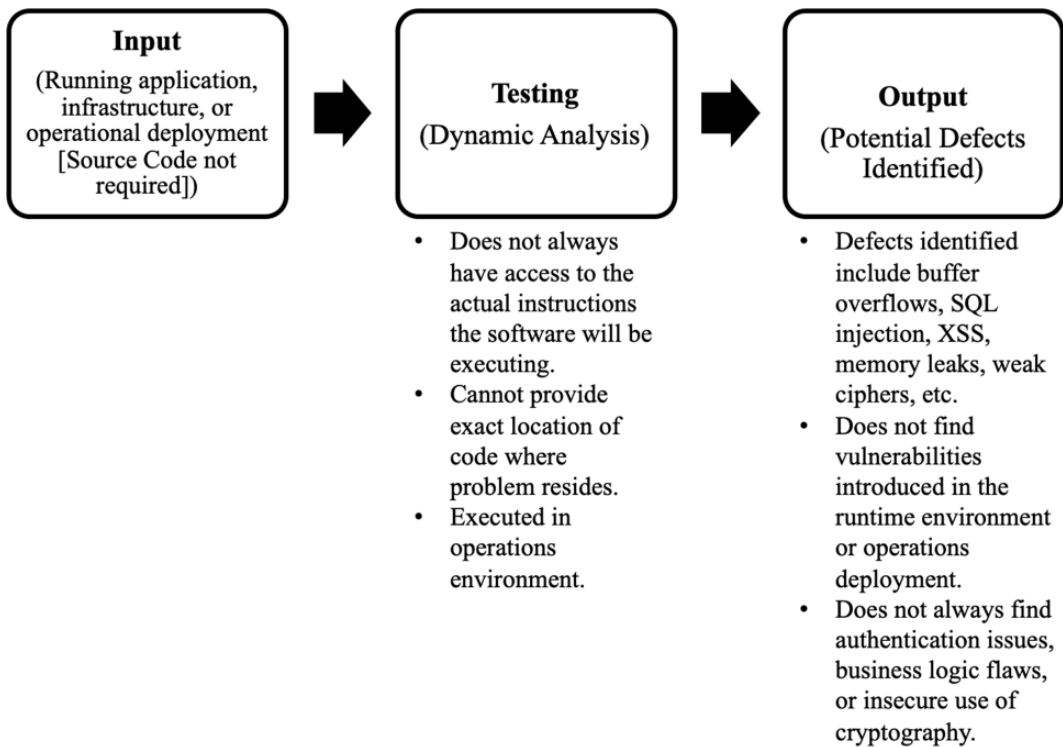 Input
(Running application,
infrastructure, or
operational deployment
[Source Code not
required])
Testing
(Dynamic Analysis)
Output
(Potential Defects
Identified)
• Does not always
have access to the
actual instructions
the software will be
executing.
• Cannot provide
exact location of
code where
problem resides.
• Executed in
operations
environment.
• Defects identified
include buffer
overflows, SQL
injection, XSS,
memory leaks, weak
ciphers, etc.
• Does not find
vulnerabilities
introduced in the
runtime environment
or operations
deployment.
• Does not always find
authentication issues,
business logic flaws,
or insecure use of
cryptography.